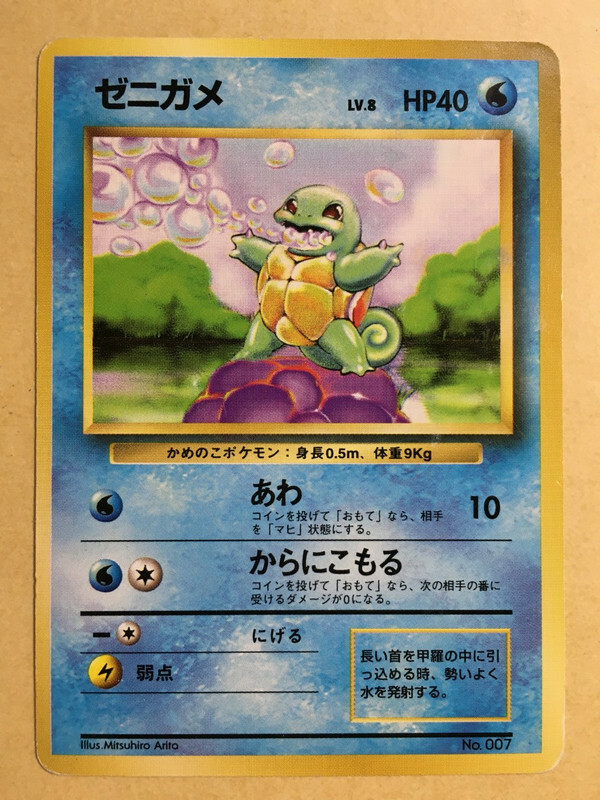 ゼニガメ LV.8 HP40
かめのこポケモン：身長0.5m、体重9Kg
あわ 10
コインを投げて「おもて」なら、相手
を「マヒ」状態にする。
からにこもる
コインを投げて「おもて」なら、次の相手の番に
受けるダメージが0になる。
ー にげる
弱点
長い首を甲羅の中に引
っ込める時、勢いよく
水を発射する。
Illus.Mitsuhiro Arito No. 007